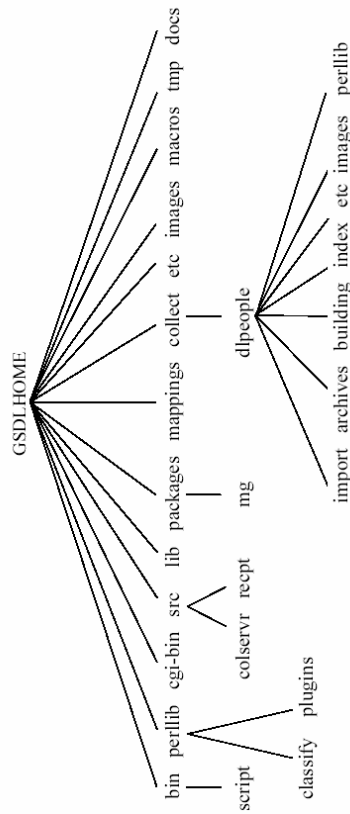 GSDLHOME
bin perllib cgi-bin src lib packages mappings collect etc images macros tmp docs
script colservr recpt mg dlpeople
classify plugins import archives building index etc images perllib